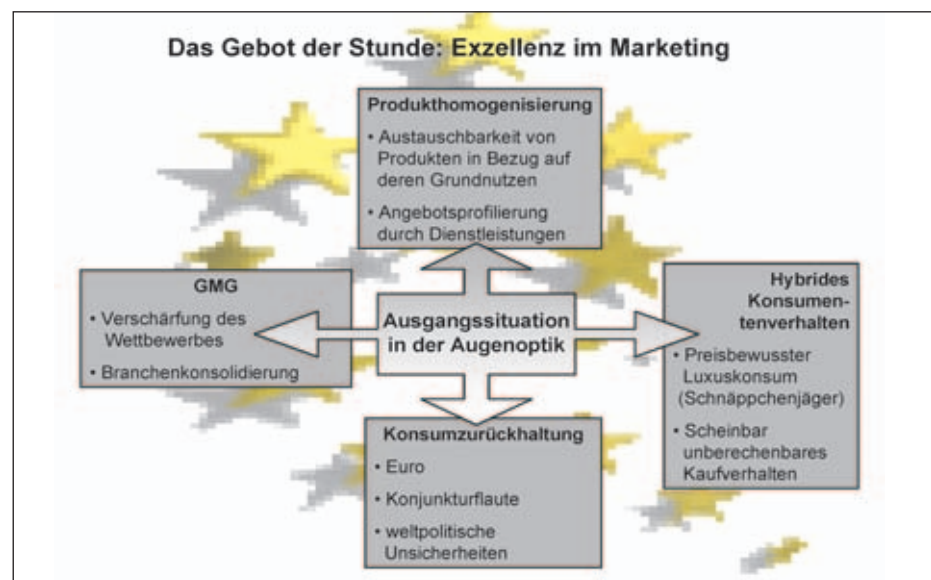 Das Gebot der Stunde: Exzellenz im Marketing
Produkthomogenisierung
• Austauschbarkeit von
Produkten in Bezug auf
deren Grundnutzen
• Angebotsprofilierung
durch Dienstleistungen
GMG
• Verschärfung des
Wettbewerbes
• Branchenkonsolidierung
Ausgangssituation
in der Augenoptik
Hybrides
Konsumen-
tenverhalten
• Preisbewusster
Luxuskonsum
(Schnäppchenjäger)
• Scheinbar
unberechenbares
Kaufverhalten
Konsumzurückhaltung
• Euro
• Konjunkturflaute
• weltpolitische
Unsicherheiten